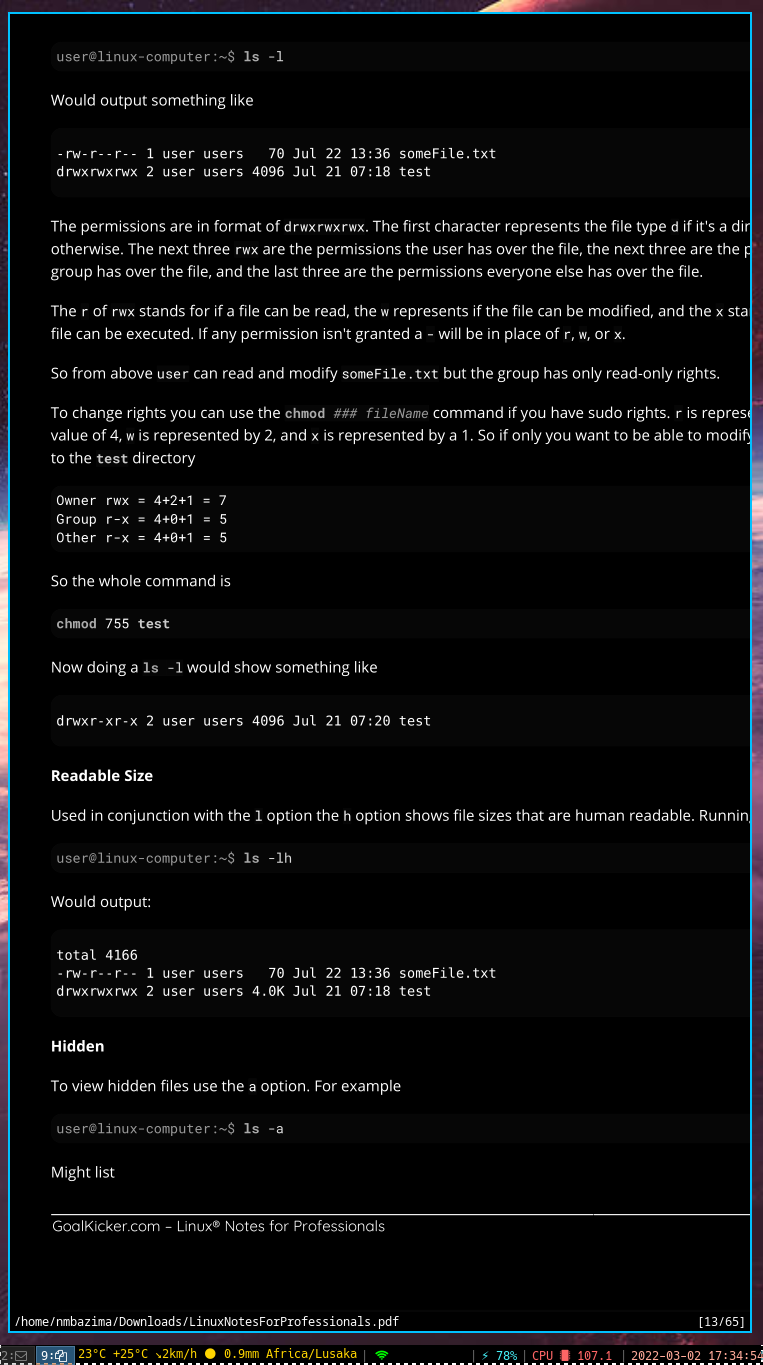 user@linux-computer:~$ ls -l
Would output something like
-rw-r--r-- 1 user users   70 Jul 22 13:36 someFile.txt
drwxrwxrwx 2 user users 4096 Jul 21 07:18 test
The permissions are in format of drwxrwxrwx. The first character represents the file type d if it's a dir
otherwise. The next three rwx are the permissions the user has over the file, the next three are the p
group has over the file, and the last three are the permissions everyone else has over the file.
The r of rwx stands for if a file can be read, the w represents if the file can be modified, and the x sta
file can be executed. If any permission isn't granted a - will be in place of r, w, or x.
So from above user can read and modify someFile.txt but the group has only read-only rights.
To change rights you can use the chmod ### fileName command if you have sudo rights. r is represe
value of 4, w is represented by 2, and x is represented by a 1. So if only you want to be able to modify
to the test directory
Owner rwx = 4+2+1 = 7
Group r-x = 4+0+1 = 5
Other r-x = 4+0+1 = 5
So the whole command is
chmod 755 test
Now doing a ls -l would show something like
drwxr-xr-x 2 user users 4096 Jul 21 07:20 test
Readable Size
Used in conjunction with the l option the h option shows file sizes that are human readable. Running
user@linux-computer:~$ ls -lh
Would output:
total 4166
-rw-r--r-- 1 user users   70 Jul 22 13:36 someFile.txt
drwxrwxrwx 2 user users 4.0K Jul 21 07:18 test
Hidden
To view hidden files use the a option. For example
user@linux-computer:~$ ls -a
Might list
GoalKicker.com – Linux® Notes for Professionals
/home/nmbazima/Downloads/LinuxNotesForProfessionals.pdf [13/65]
2: 9: 23°C +25°C ↘2km/h 0.9mm Africa/Lusaka | | ⚡ 78% | CPU 107.1 | 2022-03-02 17:34:54